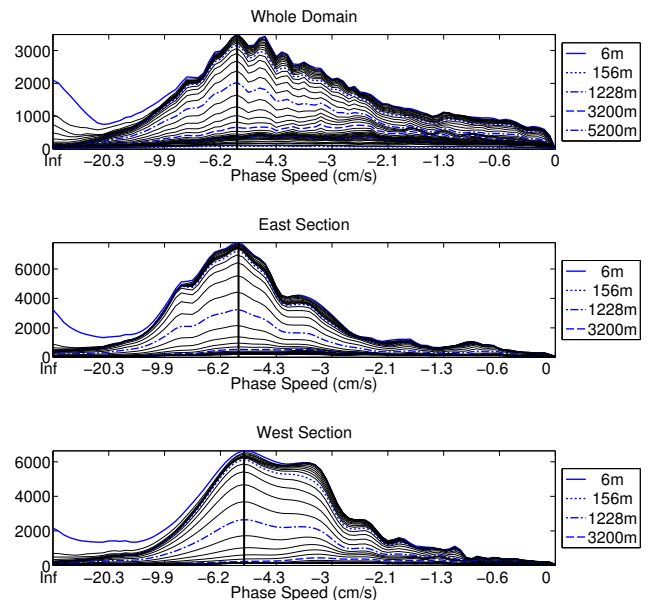 Whole Domain
3000
2000
1000
0
Inf −20.3 −9.9 −6.2 −4.3 −3 −2.1 −1.3 −0.6 0
Phase Speed (cm/s)
6m
156m
1228m
3200m
5200m
East Section
6000
4000
2000
0
Inf −20.3 −9.9 −6.2 −4.3 −3 −2.1 −1.3 −0.6 0
Phase Speed (cm/s)
6m
156m
1228m
3200m
West Section
6000
4000
2000
0
Inf −20.3 −9.9 −6.2 −4.3 −3 −2.1 −1.3 −0.6 0
Phase Speed (cm/s)
6m
156m
1228m
3200m